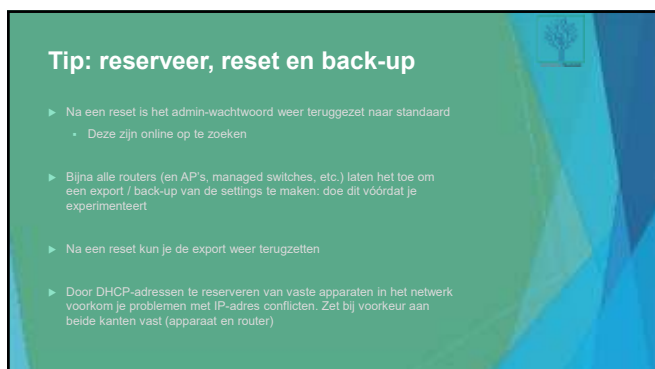 Tip: reserveer, reset en back-up
Na een reset is het admin-wachtwoord weer teruggezet naar standaard
Deze zijn online op te zoeken
Bijna alle routers (en AP's, managed switches, etc.) laten het toe om
een export / back-up van de settings te maken: doe dit vóórdat je
experimenteert
Na een reset kun je de export weer terugzetten
Door DHCP-adressen te reserveren van vaste apparaten in het netwerk
voorkom je problemen met IP-adres conflicten. Zet bij voorkeur aan
beide kanten vast (apparaat en router)